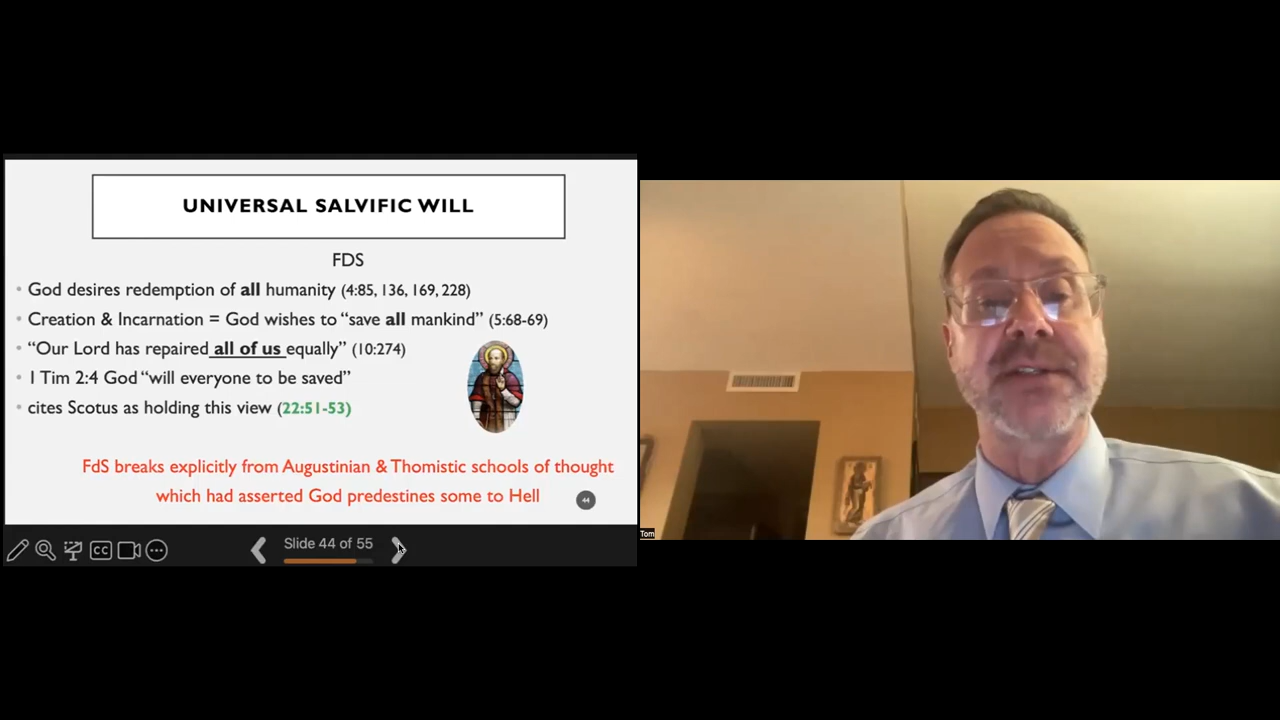 UNIVERSAL SALVIFIC WILL
FDS
• God desires redemption of all humanity (4:85, 136, 169, 228)
• Creation & Incarnation = God wishes to “save all mankind” (5:68-69)
• “Our Lord has repaired all of us equally” (10:274)
• 1 Tim 2:4 God “will everyone to be saved”
• cites Scotus as holding this view (22:51-53)
FdS breaks explicitly from Augustinian & Thomistic schools of thought
which had asserted God predestines some to Hell
44
CC
Slide 44 of 55
Tom